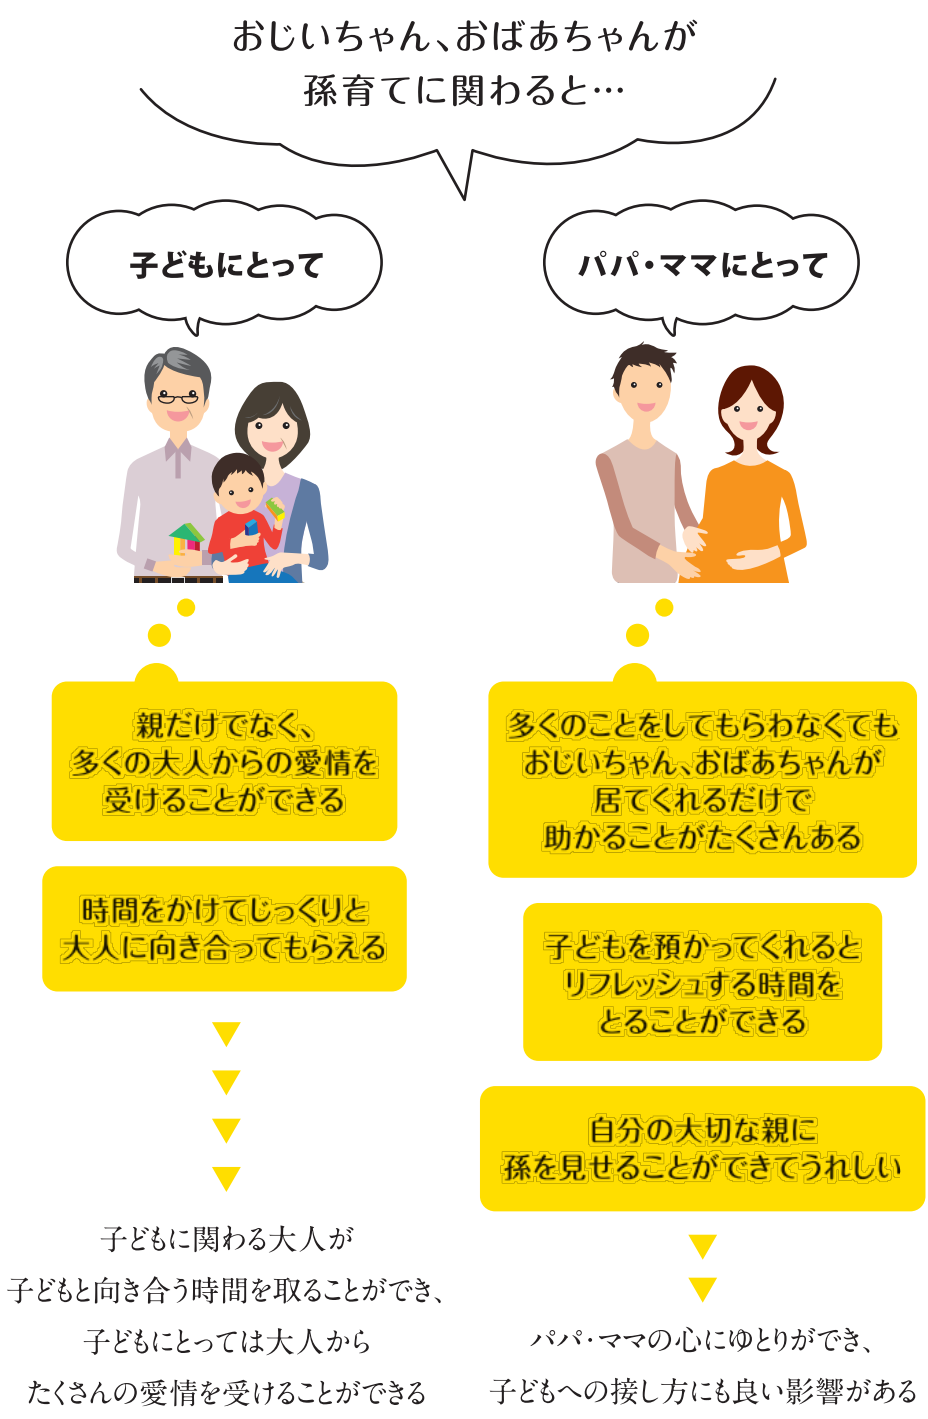 おじいちゃん、おばあちゃんが
孫育てに関わると…
子どもにとって
親だけでなく、
多くの大人からの愛情を
受けることができる
時間をかけてじっくりと
大人に向き合ってもらえる
子どもに関わる大人が
子どもと向き合う時間を取ることができ、
子どもにとっては大人から
たくさんの愛情を受けることができる
パパ・ママにとって
多くのことをしてもらわなくても
おじいちゃん、おばあちゃんが
居てくれるだけで
助かることがたくさんある
子どもを預かってくれると
リフレッシュする時間を
とることができる
自分の大切な親に
孫を見せることができてうれしい
パパ・ママの心にゆとりができ、
子どもへの接し方にも良い影響がある